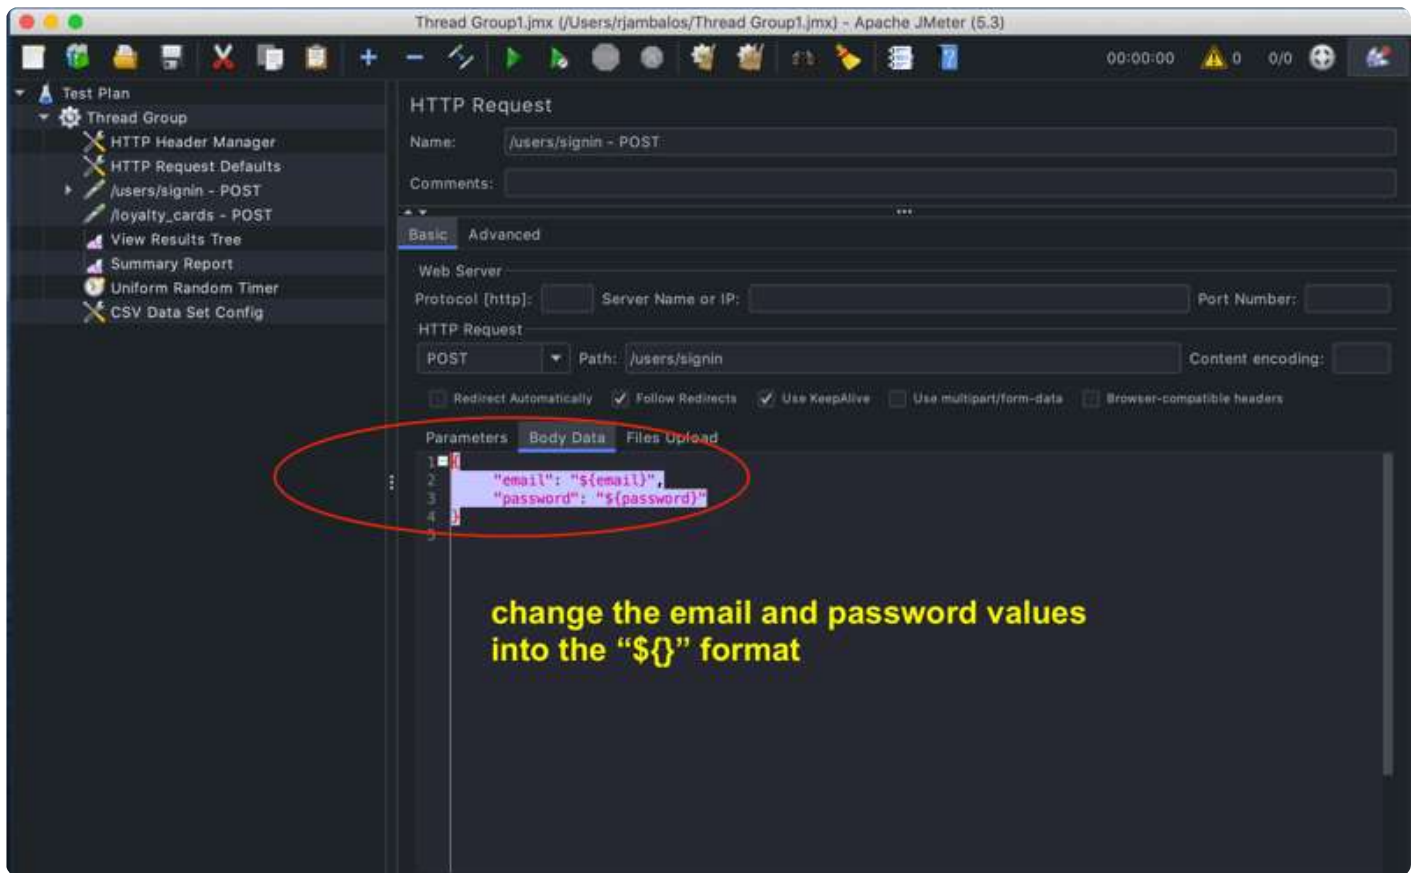 Thread Group1.jmx (/Users/rjambalos/Thread Group1.jmx) - Apache JMeter (5.3)
00:00:00 0 0/0
Test Plan
Thread Group
HTTP Header Manager
HTTP Request Defaults
/users/signin - POST
/loyalty_cards - POST
View Results Tree
Summary Report
Uniform Random Timer
CSV Data Set Config
HTTP Request
Name: /users/signin - POST
Comments:
Basic Advanced
Web Server
Protocol [http]: Server Name or IP: Port Number:
HTTP Request
POST Path: /users/signin Content encoding:
Redirect Automatically Follow Redirects Use KeepAlive Use multipart/form-data Browser-compatible headers
Parameters Body Data Files Upload
1 {
2 "email": "${email}",
3 "password": "${password}"
4 }
5
change the email and password values
into the “${}” format